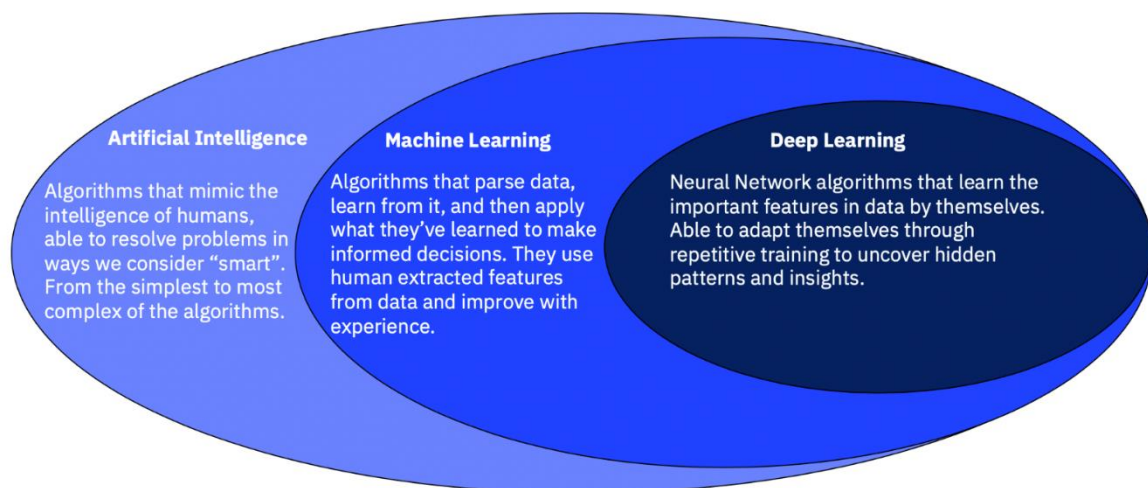 Artificial Intelligence
Algorithms that mimic the
intelligence of humans,
able to resolve problems in
ways we consider “smart”.
From the simplest to most
complex of the algorithms.
Machine Learning
Algorithms that parse data,
learn from it, and then apply
what they’ve learned to make
informed decisions. They use
human extracted features
from data and improve with
experience.
Deep Learning
Neural Network algorithms that learn the
important features in data by themselves.
Able to adapt themselves through
repetitive training to uncover hidden
patterns and insights.